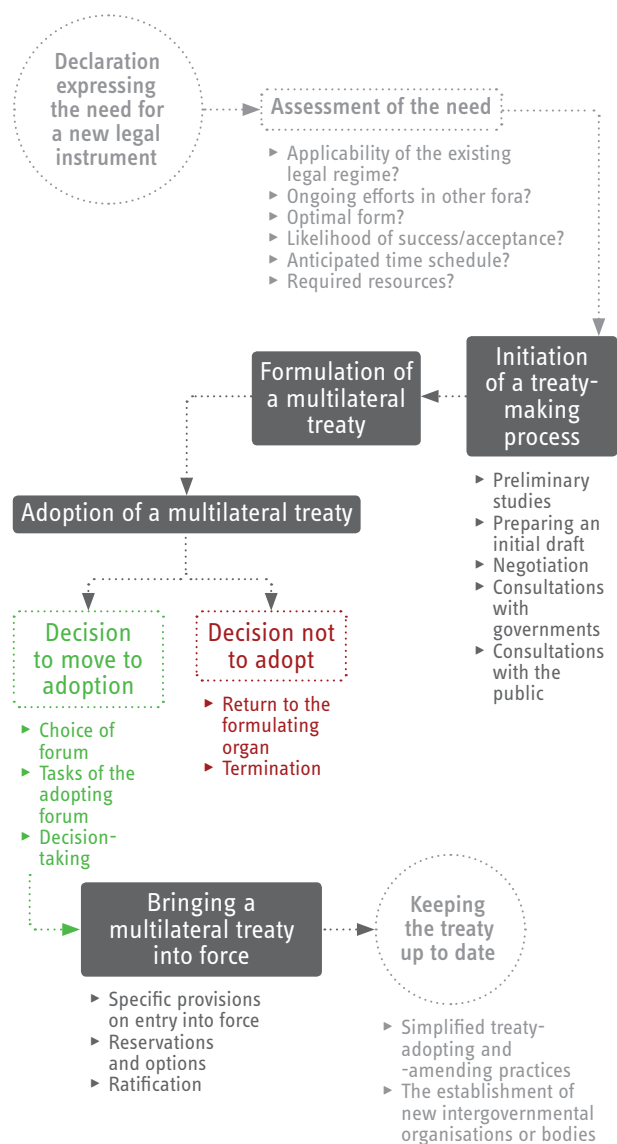 Declaration
expressing
the need for
a new legal
instrument
Assessment of the need
▸ Applicability of the existing
legal regime?
▸ Ongoing efforts in other fora?
▸ Optimal form?
▸ Likelihood of success/acceptance?
▸ Anticipated time schedule?
▸ Required resources?
Initiation
of a treaty-
making
process
▸ Preliminary
studies
▸ Preparing an
initial draft
▸ Negotiation
▸ Consultations
with
governments
▸ Consultations
with the
public
Formulation of
a multilateral
treaty
Adoption of a multilateral treaty
Decision
to move to
adoption
▸ Choice of
forum
▸ Tasks of the
adopting
forum
▸ Decision-
taking
Decision not
to adopt
▸ Return to the
formulating
organ
▸ Termination
Bringing a
multilateral treaty
into force
▸ Specific provisions
on entry into force
▸ Reservations
and options
▸ Ratification
Keeping
the treaty
up to date
▸ Simplified treaty-
adopting and
-amending practices
▸ The establishment of
new intergovernmental
organisations or bodies